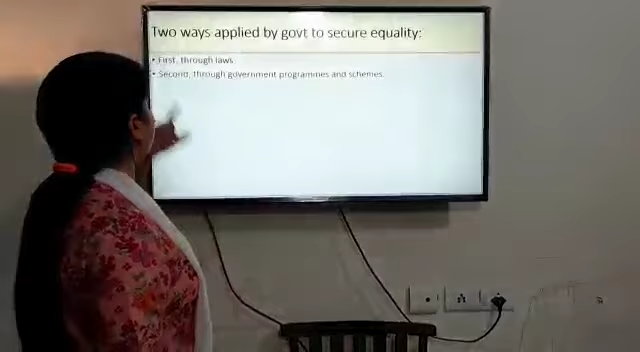 Two ways applied by govt to secure equality:
• First, through laws
• Second, through government programmes and schemes.